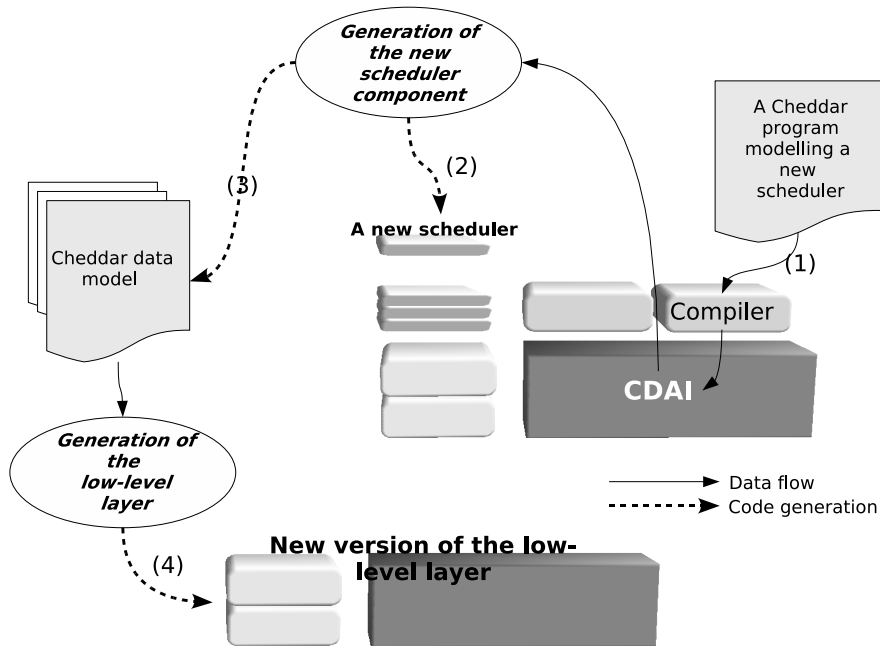 Generation of
the new
scheduler
component
A Cheddar
program
modelling a
new
scheduler
(3)
(2)
A new scheduler
(1)
Cheddar data
model
Compiler
CDAI
Generation of
the
low-level
layer
Data flow
Code generation
(4)
New version of the low-
level layer